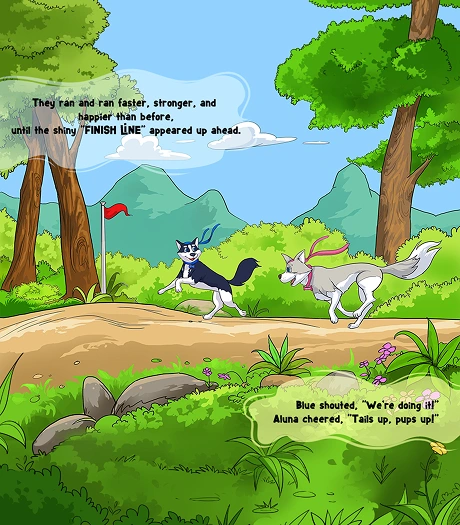 They ran and ran faster, stronger, and
happier than before,
until the shiny "FINISH LINE" appeared up ahead.
Blue shouted, "We're doing it!"
Aluna cheered, "Tails up, pups up!"